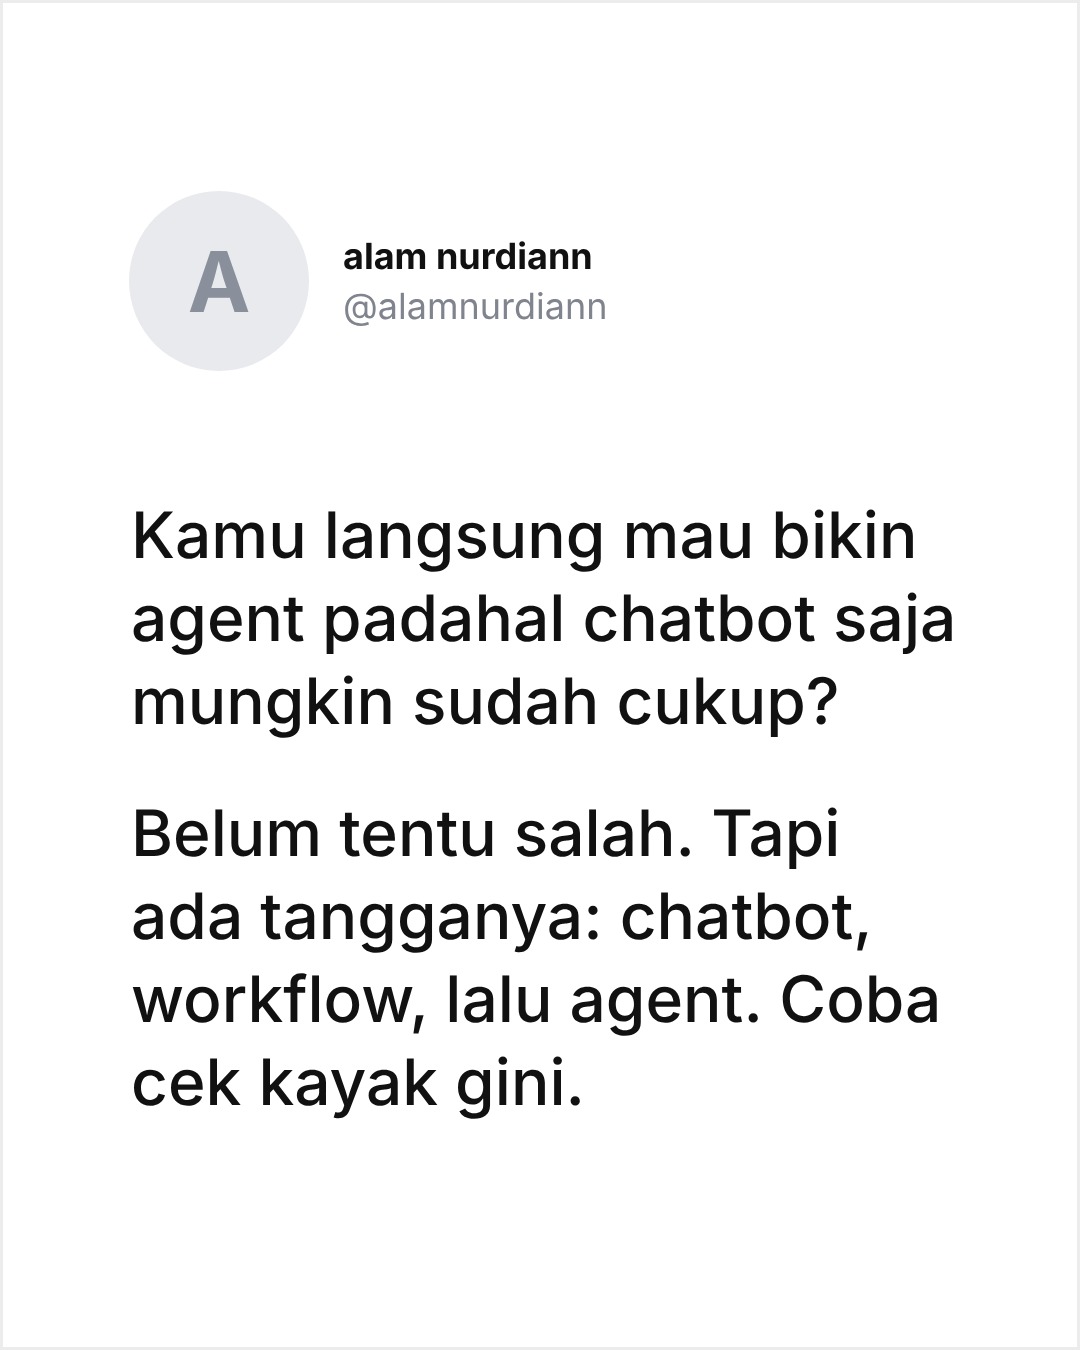 A
alam nurdiann
@alamnurdiann
Kamu langsung mau bikin
agent padahal chatbot saja
mungkin sudah cukup?
Belum tentu salah. Tapi
ada tangganya: chatbot,
workflow, lalu agent. Coba
cek kayak gini.